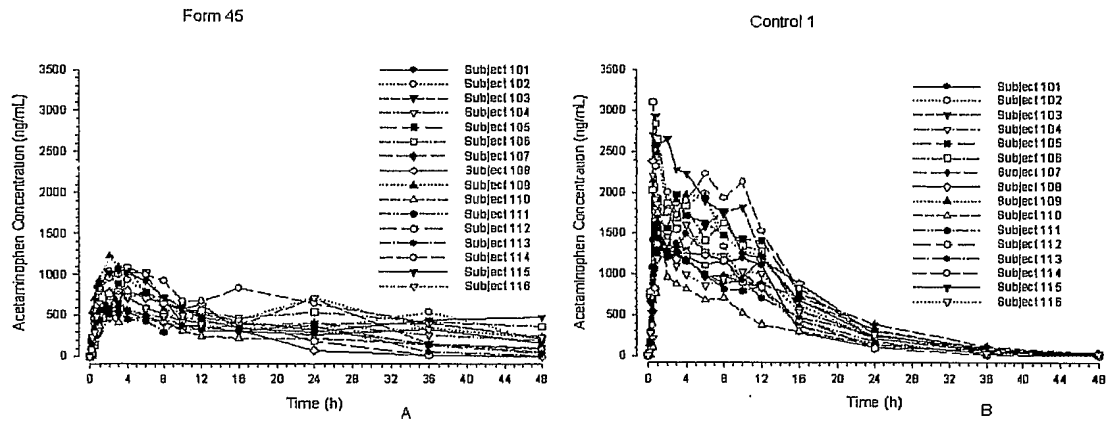 Form 45
Control 1
3500
3000
2500
2000
1500
1000
500
0
Acetaminophen Concentration (ng/mL)
Subject 101
Subject 102
Subject 103
Subject 104
Subject 105
Subject 106
Subject 107
Subject 108
Subject 109
Subject 110
Subject 111
Subject 112
Subject 113
Subject 114
Subject 115
Subject 116
0 4 8 12 16 20 24 28 32 36 40 44 48
Time (h)
A
3500
3000
2500
2000
1500
1000
500
0
Acetaminophen Concentration (ng/mL)
Subject 101
Subject 102
Subject 103
Subject 104
Subject 105
Subject 106
Subject 107
Subject 108
Subject 109
Subject 110
Subject 111
Subject 112
Subject 113
Subject 114
Subject 115
Subject 116
0 4 8 12 16 20 24 28 32 36 40 44 48
Time (h)
B